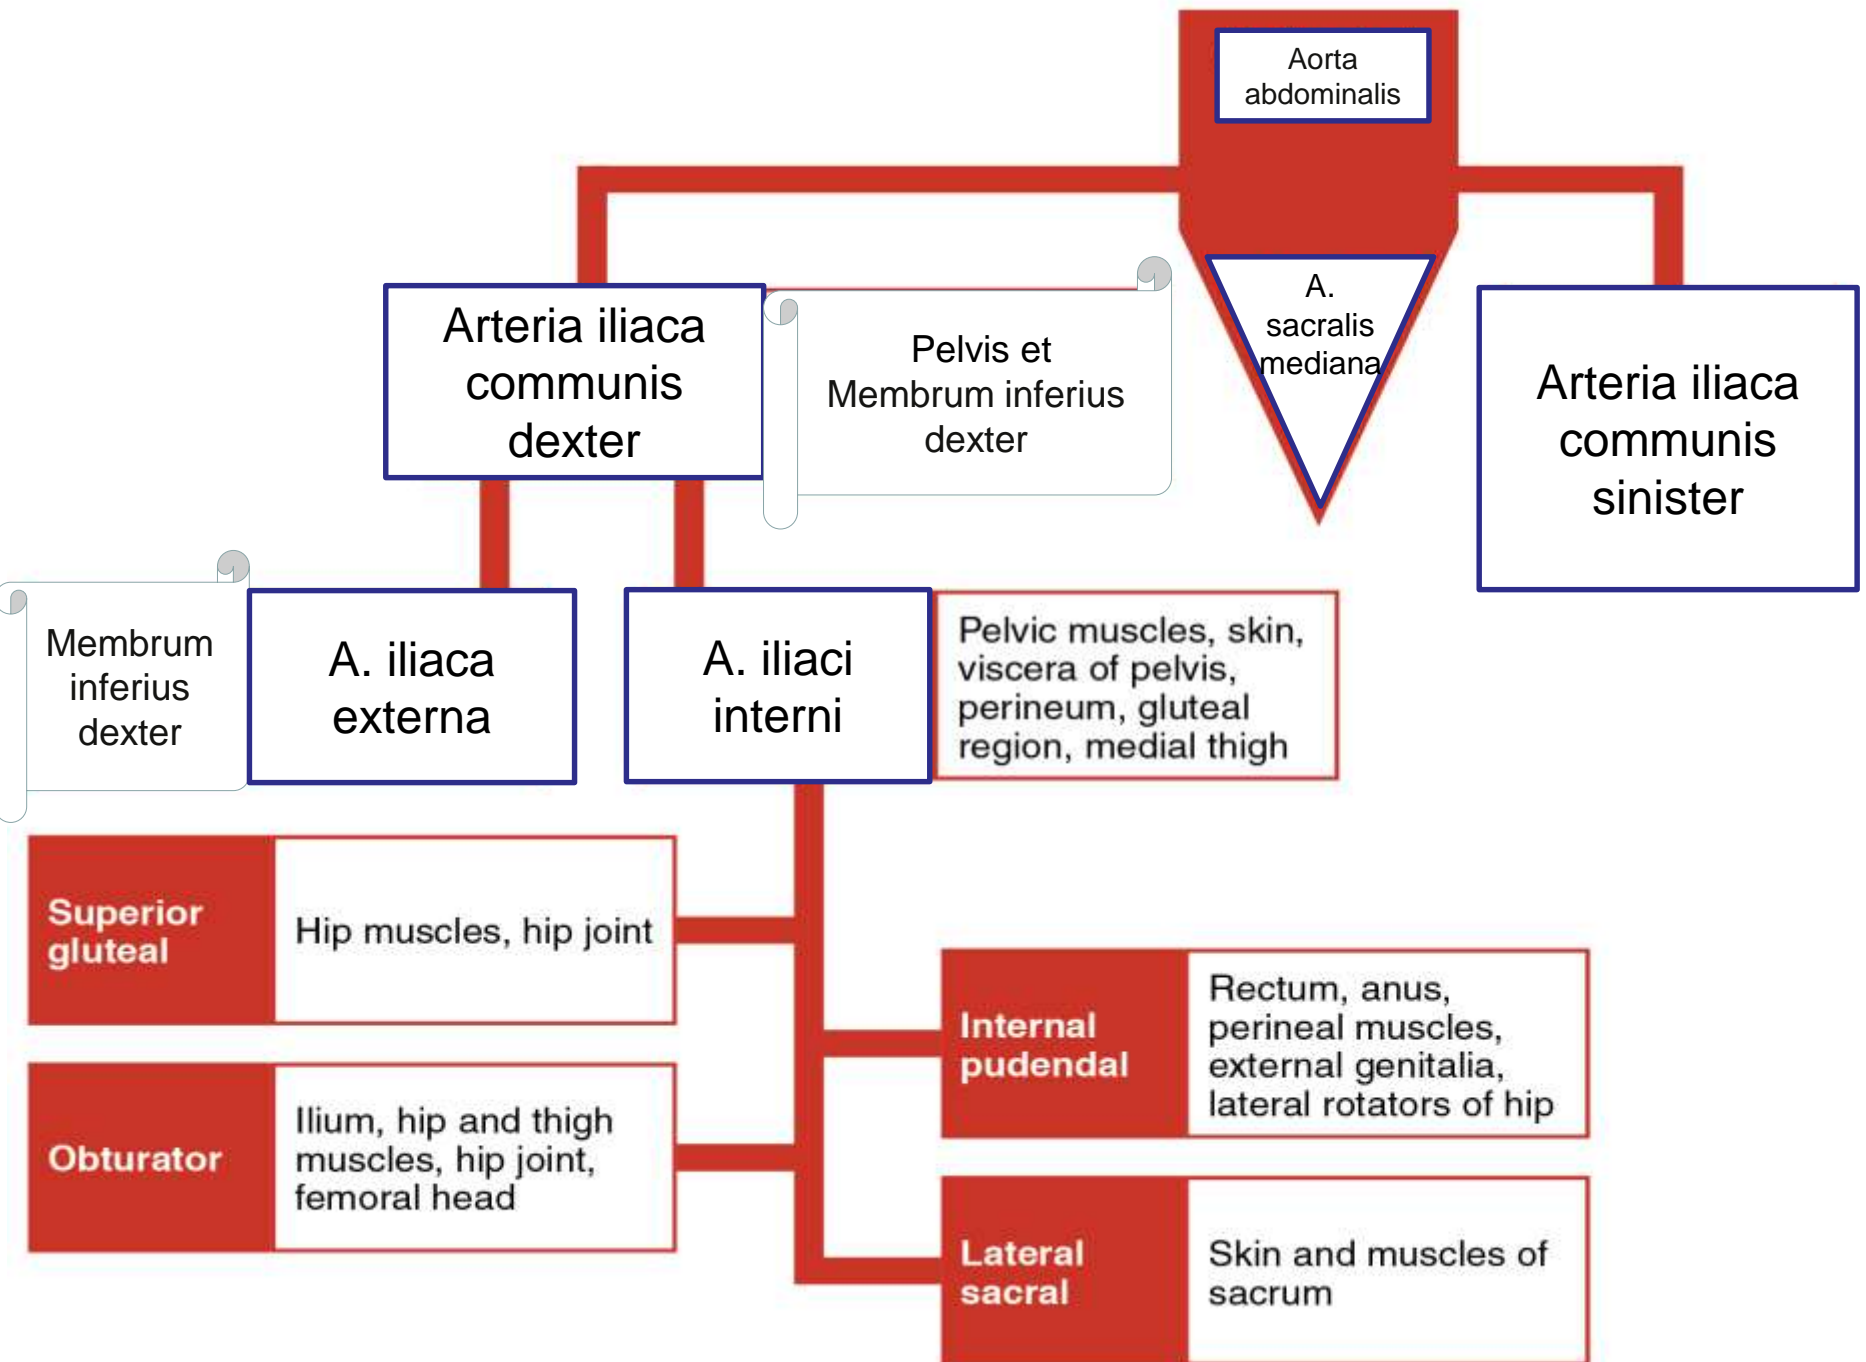 Aorta
abdominalis
Arteria iliaca
communis
dexter
Pelvis et
Membrum inferius
dexter
A.
sacralis
mediana
Arteria iliaca
communis
sinister
Membrum
inferius
dexter
A. iliaca
externa
A. iliaci
interni
Pelvic muscles, skin,
viscera of pelvis,
perineum, gluteal
region, medial thigh
Superior
gluteal
Hip muscles, hip joint
Internal
pudendal
Rectum, anus,
perineal muscles,
external genitalia,
lateral rotators of hip
Obturator
Ilium, hip and thigh
muscles, hip joint,
femoral head
Lateral
sacral
Skin and muscles of
sacrum